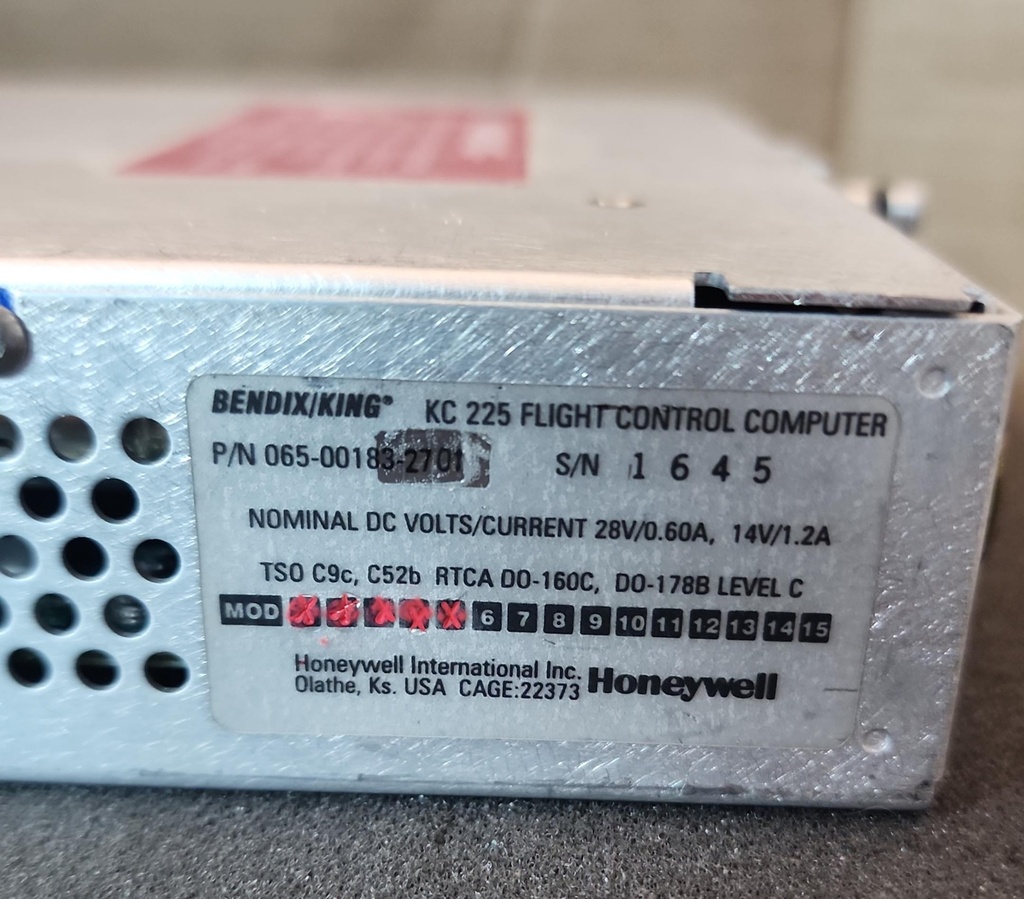 BENDIX/KING® KC 225 FLIGHT CONTROL COMPUTER
P/N 065-00183-2701 S/N 1645
NOMINAL DC VOLTS/CURRENT 28V/0.60A, 14V/1.2A
TSO C9c, C52b RTCA DO-160C, DO-178B LEVEL C
MOD 6 7 8 9 10 11 12 13 14 15
Honeywell International Inc.
Olathe, Ks. USA CAGE:22373 Honeywell